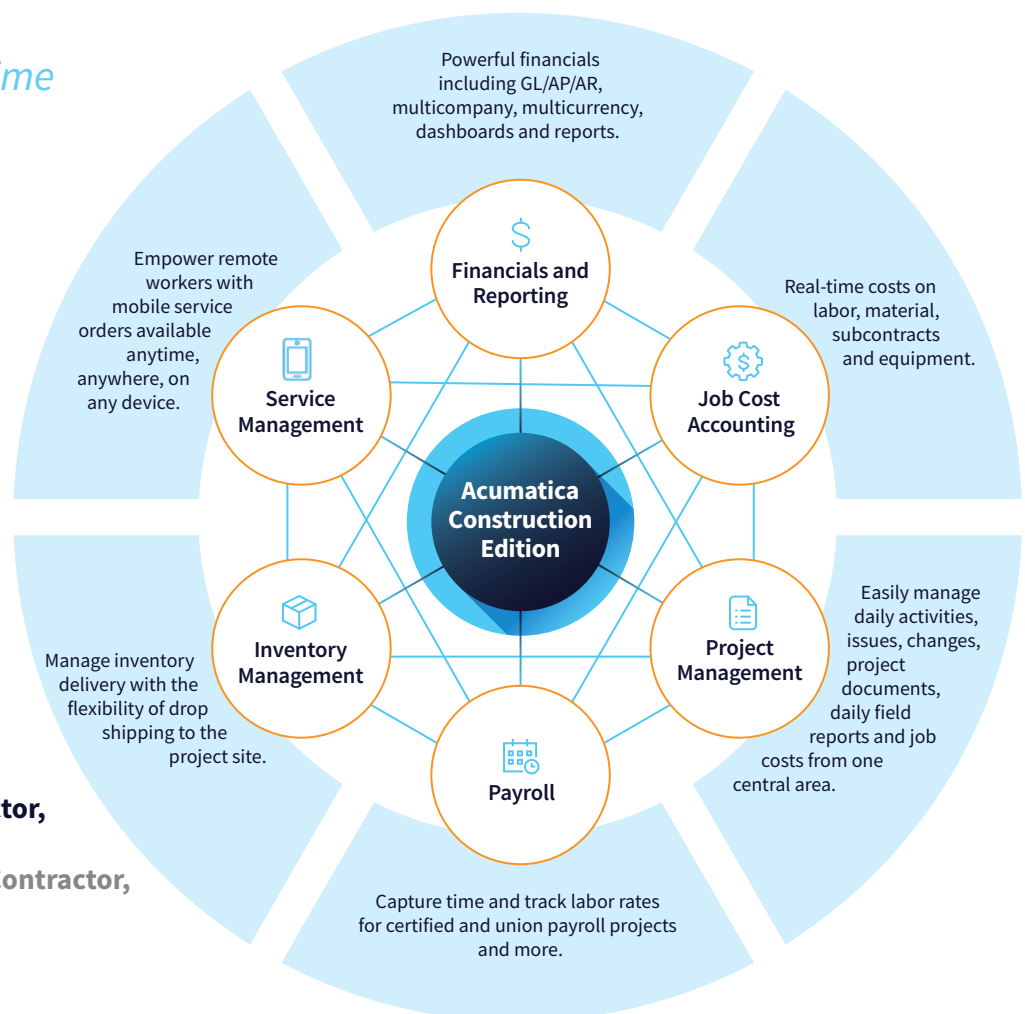 Powerful financials
including GL/AP/AR,
multicompany, multicurrency,
dashboards and reports.
Financials and
Reporting
Real-time costs on
labor, material,
subcontracts
and equipment.
Job Cost
Accounting
Easily manage
daily activities,
issues, changes,
project
documents,
daily field
reports and job
costs from one
central area.
Project
Management
Capture time and track labor rates
for certified and union payroll projects
and more.
Payroll
Manage inventory
delivery with the
flexibility of drop
shipping to the
project site.
Inventory
Management
Empower remote
workers with
mobile service
orders available
anytime,
anywhere, on
any device.
Service
Management
Acumatica
Construction
Edition